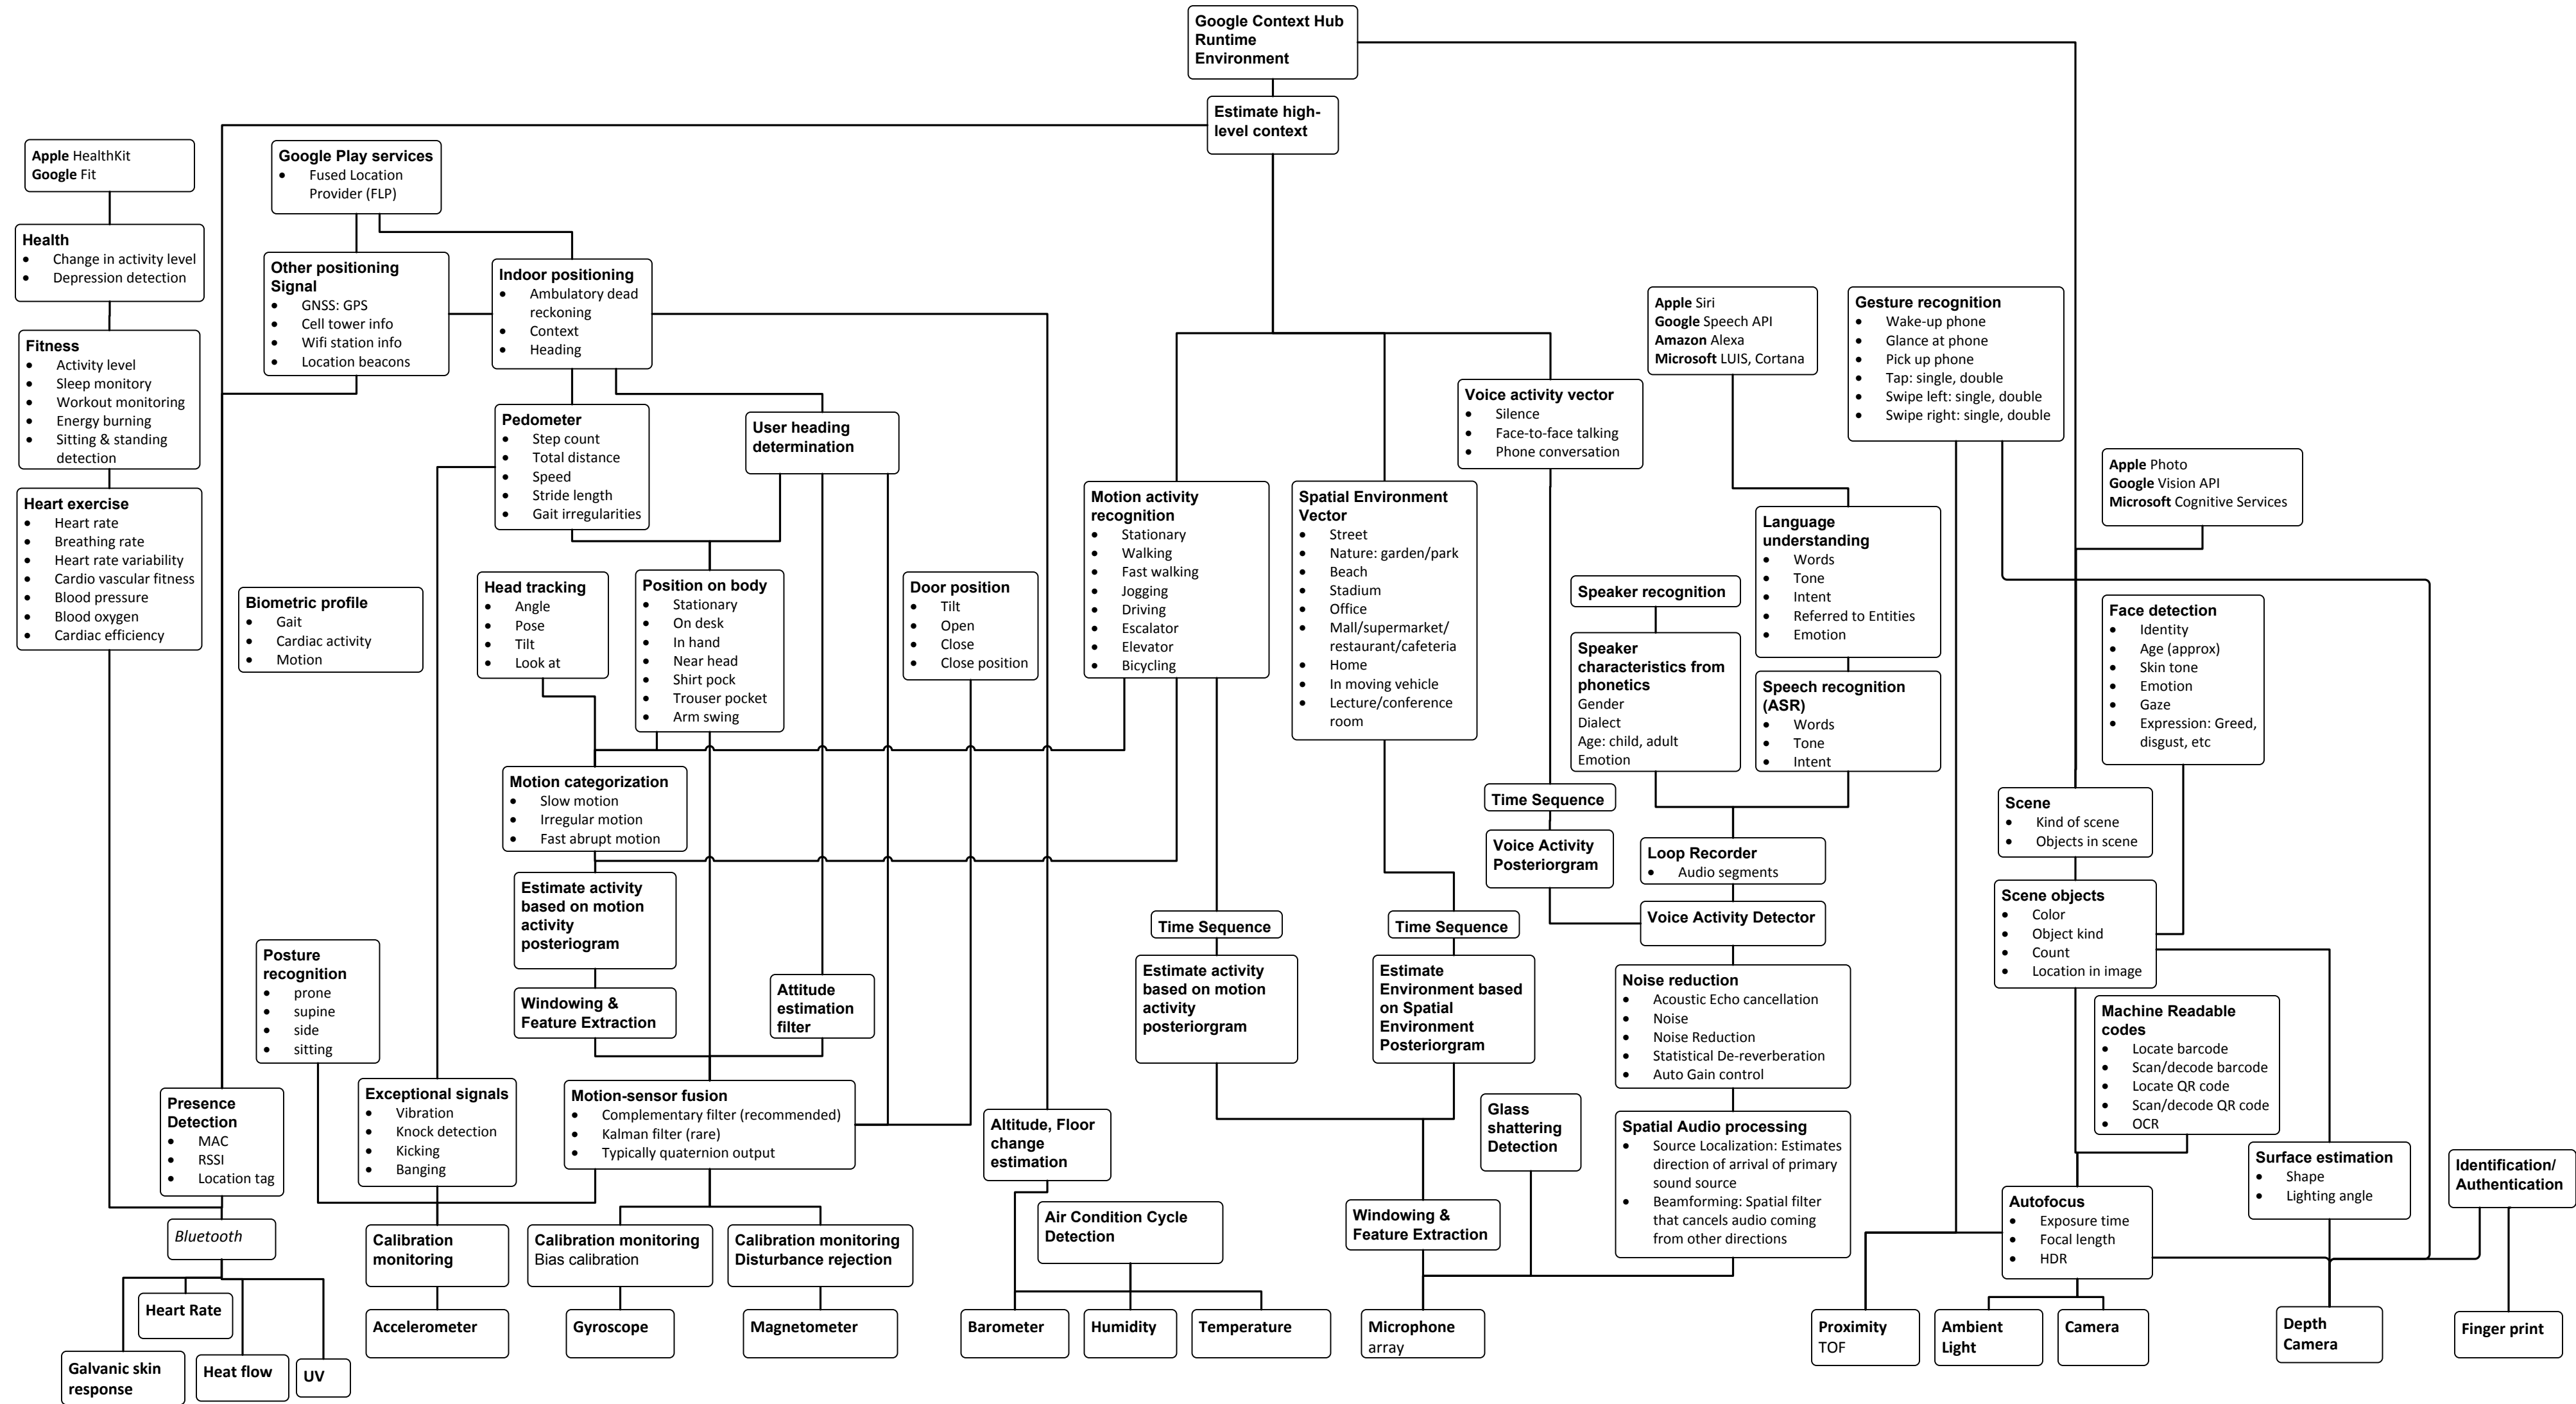 Google Context Hub
Runtime
Environment
Estimate high-
level context
Apple HealthKit
Google Fit
Google Play services
• Fused Location
Provider (FLP)
Health
• Change in activity level
• Depression detection
Other positioning
Signal
• GNSS: GPS
• Cell tower info
• Wifi station info
• Location beacons
Indoor positioning
• Ambulatory dead
reckoning
• Context
• Heading
Apple Siri
Google Speech API
Amazon Alexa
Microsoft LUIS, Cortana
Gesture recognition
• Wake-up phone
• Glance at phone
• Pick up phone
• Tap: single, double
• Swipe left: single, double
• Swipe right: single, double
Fitness
• Activity level
• Sleep monitory
• Workout monitoring
• Energy burning
• Sitting & standing
detection
Pedometer
• Step count
• Total distance
• Speed
• Stride length
• Gait irregularities
User heading
determination
Voice activity vector
• Silence
• Face-to-face talking
• Phone conversation
Apple Photo
Google Vision API
Microsoft Cognitive Services
Heart exercise
• Heart rate
• Breathing rate
• Heart rate variability
• Cardio vascular fitness
• Blood pressure
• Blood oxygen
• Cardiac efficiency
Motion activity
recognition
• Stationary
• Walking
• Fast walking
• Jogging
• Driving
• Escalator
• Elevator
• Bicycling
Spatial Environment
Vector
• Street
• Nature: garden/park
• Beach
• Stadium
• Office
• Mall/supermarket/
restaurant/cafeteria
• Home
• In moving vehicle
• Lecture/conference
room
Language
understanding
• Words
• Tone
• Intent
• Referred to Entities
• Emotion
Biometric profile
• Gait
• Cardiac activity
• Motion
Head tracking
• Angle
• Pose
• Tilt
• Look at
Position on body
• Stationary
• On desk
• In hand
• Near head
• Shirt pock
• Trouser pocket
• Arm swing
Door position
• Tilt
• Open
• Close
• Close position
Speaker recognition
Speaker
characteristics from
phonetics
Gender
Dialect
Age: child, adult
Emotion
Speech recognition
(ASR)
• Words
• Tone
• Intent
Face detection
• Identity
• Age (approx)
• Skin tone
• Emotion
• Gaze
• Expression: Greed,
disgust, etc
Motion categorization
• Slow motion
• Irregular motion
• Fast abrupt motion
Time Sequence
Voice Activity
Posteriorgram
Loop Recorder
• Audio segments
Scene
• Kind of scene
• Objects in scene
Estimate activity
based on motion
activity
posteriogram
Time Sequence
Time Sequence
Voice Activity Detector
Scene objects
• Color
• Object kind
• Count
• Location in image
Posture
recognition
• prone
• supine
• side
• sitting
Windowing &
Feature Extraction
Attitude
estimation
filter
Estimate activity
based on motion
activity
posteriorgram
Estimate
Environment based
on Spatial
Environment
Posteriorgram
Noise reduction
• Acoustic Echo cancellation
• Noise
• Noise Reduction
• Statistical De-reverberation
• Auto Gain control
Machine Readable
codes
• Locate barcode
• Scan/decode barcode
• Locate QR code
• Scan/decode QR code
• OCR
Presence
Detection
• MAC
• RSSI
• Location tag
Exceptional signals
• Vibration
• Knock detection
• Kicking
• Banging
Motion-sensor fusion
• Complementary filter (recommended)
• Kalman filter (rare)
• Typically quaternion output
Altitude, Floor
change
estimation
Glass
shattering
Detection
Spatial Audio processing
• Source Localization: Estimates
direction of arrival of primary
sound source
• Beamforming: Spatial filter
that cancels audio coming
from other directions
Surface estimation
• Shape
• Lighting angle
Identification/
Authentication
Bluetooth
Calibration
monitoring
Calibration monitoring
Bias calibration
Calibration monitoring
Disturbance rejection
Air Condition Cycle
Detection
Windowing &
Feature Extraction
Autofocus
• Exposure time
• Focal length
• HDR
Heart Rate
Accelerometer
Gyroscope
Magnetometer
Barometer
Humidity
Temperature
Microphone
array
Proximity
TOF
Ambient
Light
Camera
Depth
Camera
Finger print
Galvanic skin
response
Heat flow
UV